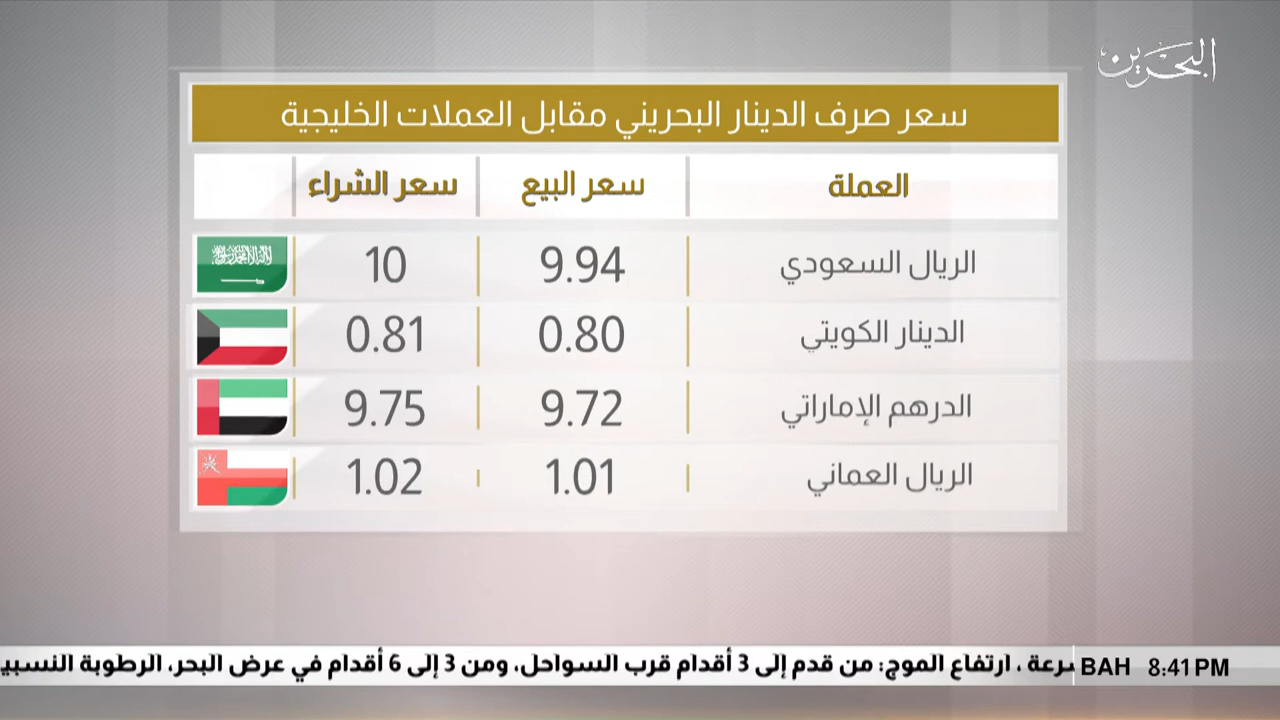 البحرين
سعر صرف الدينار البحريني مقابل العملات الخليجية
العملة سعر البيع سعر الشراء
الريال السعودي 9.94 10
الدينار الكويتي 0.80 0.81
الدرهم الإماراتي 9.72 9.75
الريال العماني 1.01 1.02
، ارتفاع الموج: من قدم إلى 3 أقدام قرب السواحل، ومن 3 إلى 6 أقدام في عرض البحر، الرطوبة
BAH 8:41 PM